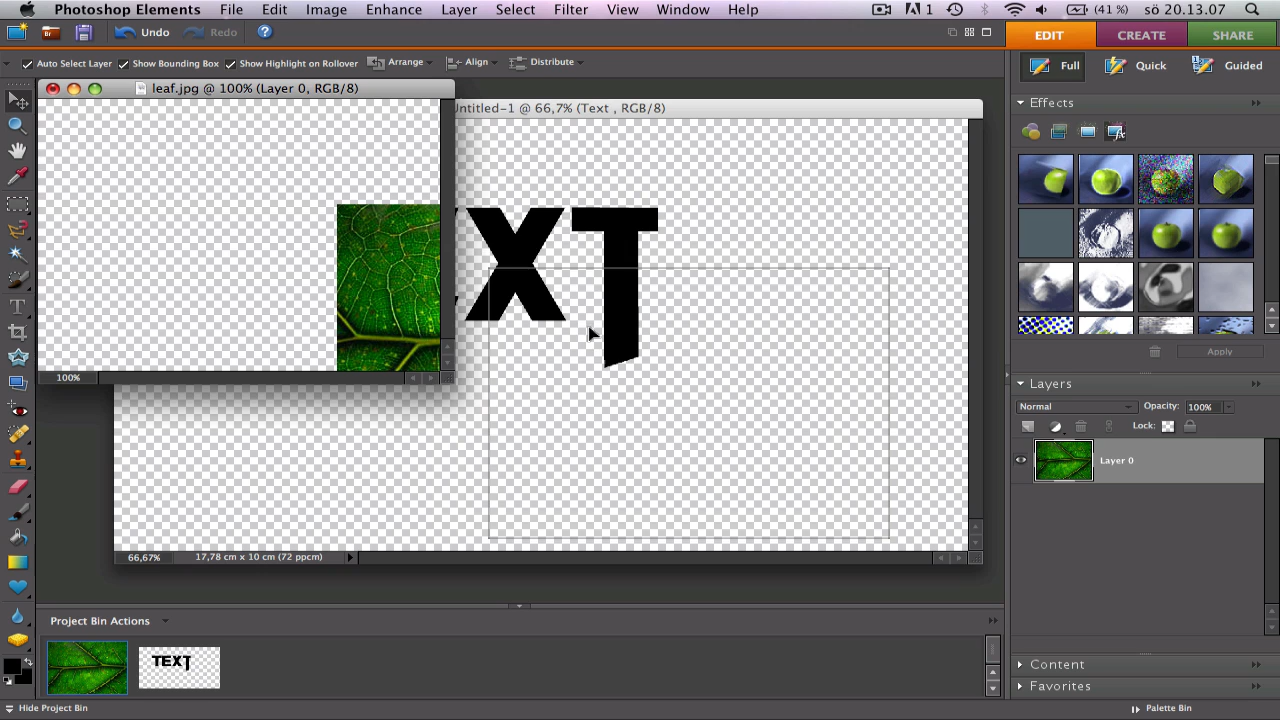 Photoshop Elements File Edit Image Enhance Layer Select Filter View Window Help 1 (41 %) sö 20.13.07
Br Undo Redo ? EDIT CREATE SHARE
Auto Select Layer Show Bounding Box Show Highlight on Rollover Arrange Align Distribute Full Quick Guided
leaf.jpg @ 100% (Layer 0, RGB/8)
Untitled-1 @ 66,7% (Text , RGB/8)
Effects
XT
Apply
Layers
Normal Opacity: 100%
Lock:
Layer 0
100%
66,67% 17,78 cm x 10 cm (72 ppcm)
Project Bin Actions
TEXT
Content
Favorites
Hide Project Bin Palette Bin